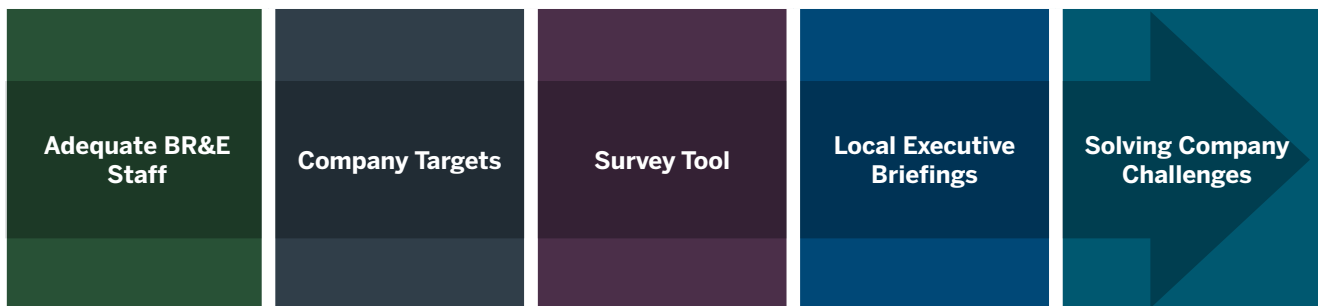 Adequate BR&E
Staff
Company Targets
Survey Tool
Local Executive
Briefings
Solving Company
Challenges